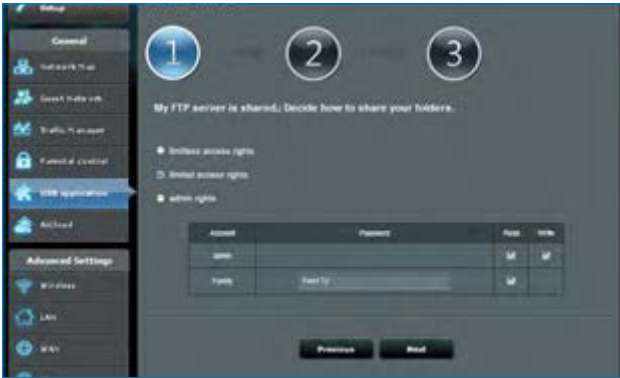 Setup
General
Network Map
Guest Network
Traffic Manager
Parental control
USB application
AiCloud
Advanced Settings
Wireless
LAN
WAN
1
2
3
My FTP server is shared.; Decide how to share your folders.
limitless access rights
limited access rights
admin rights
Account Password Read Write
admin
Family Family
Previous Next